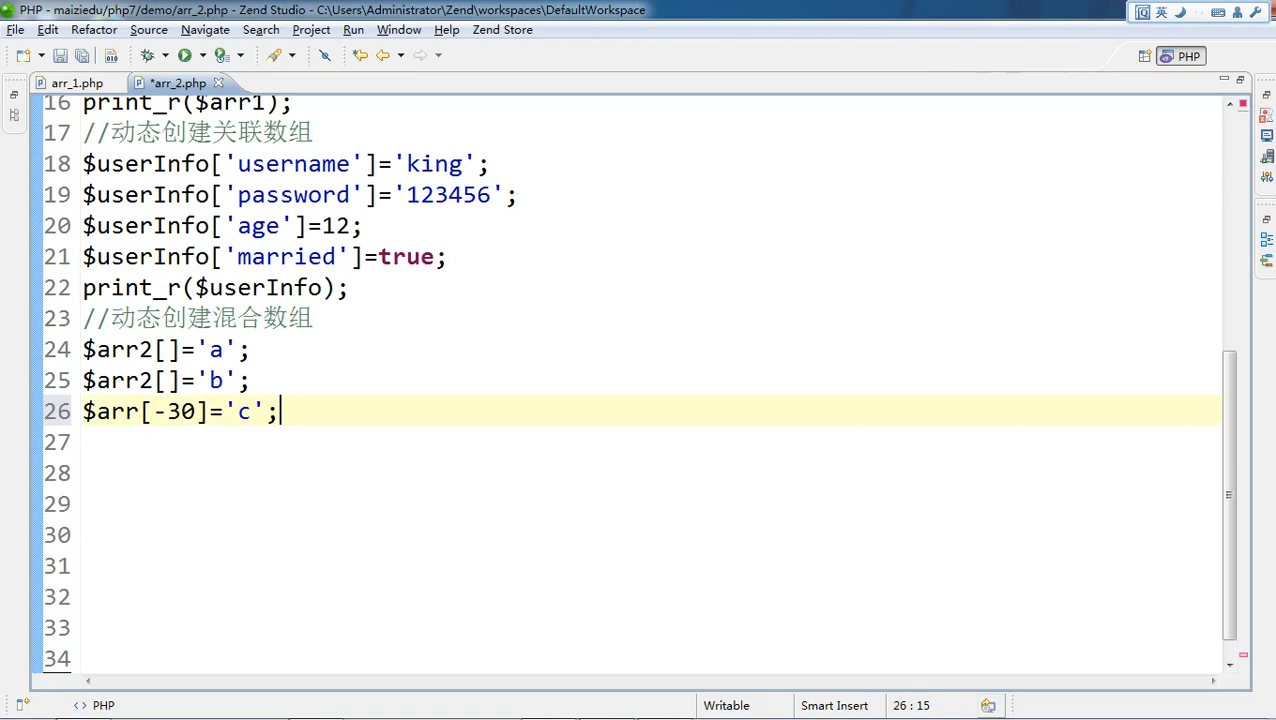 PHP - maiziedu/php7/demo/arr_2.php - Zend Studio - C:\Users\Administrator\Zend\workspaces\DefaultWorkspace
英
File Edit Refactor Source Navigate Search Project Run Window Help Zend Store
PHP
arr_1.php *arr_2.php
16 print_r($arr1);
17 //动态创建关联数组
18 $userInfo['username']='king';
19 $userInfo['password']='123456';
20 $userInfo['age']=12;
21 $userInfo['married']=true;
22 print_r($userInfo);
23 //动态创建混合数组
24 $arr2[]='a';
25 $arr2[]='b';
26 $arr[-30]='c';
27
28
29
30
31
32
33
34
<> PHP Writable Smart Insert 26 : 15